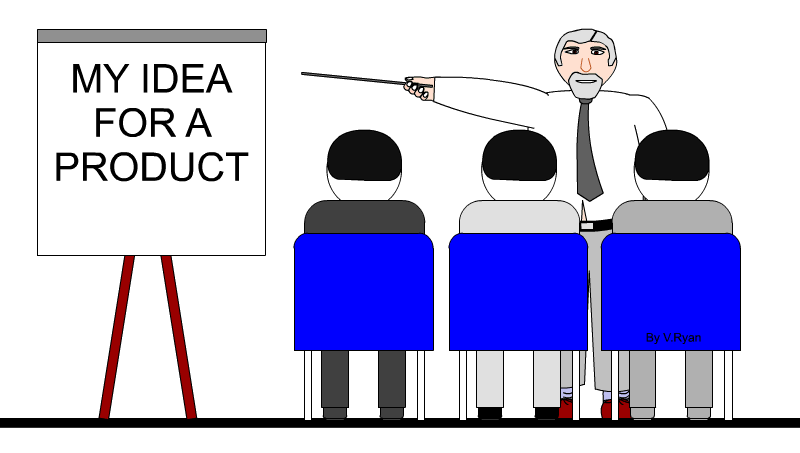 MY IDEA
FOR A
PRODUCT
By V.Ryan